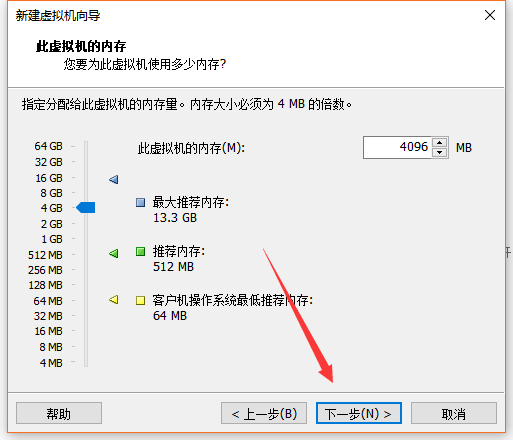 新建虚拟机向导
此虚拟机的内存
您要为此虚拟机使用多少内存?
指定分配给此虚拟机的内存量。内存大小必须为 4 MB 的倍数。
64 GB
32 GB
16 GB
8 GB
4 GB
2 GB
1 GB
512 MB
256 MB
128 MB
64 MB
32 MB
16 MB
8 MB
4 MB
此虚拟机的内存(M):
4096 MB
最大推荐内存:
13.3 GB
推荐内存:
512 MB
客户机操作系统最低推荐内存:
64 MB
帮助
< 上一步(B)
下一步(N) >
取消